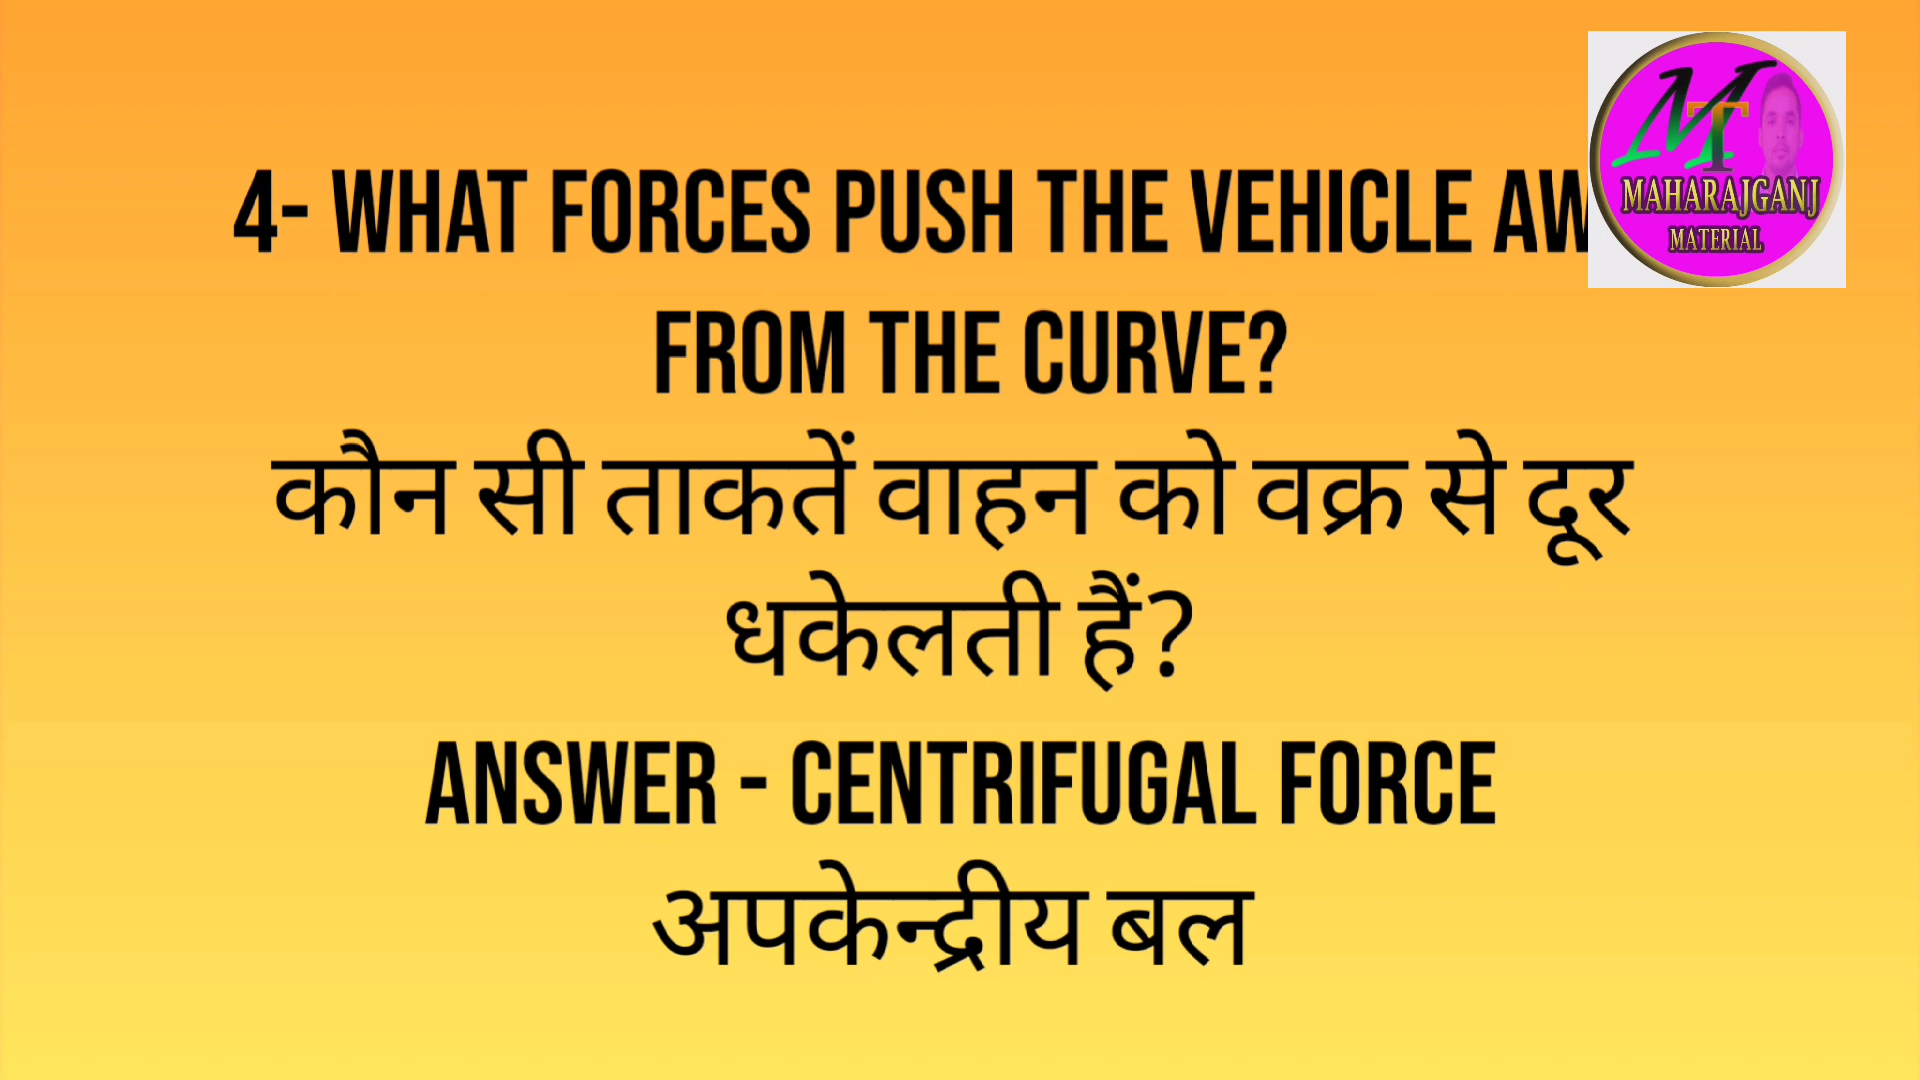 4- WHAT FORCES PUSH THE VEHICLE
FROM THE CURVE?
कौन सी ताकतें वाहन को वक्र से दूर
धकेलती हैं?
ANSWER - CENTRIFUGAL FORCE
अपकेन्द्रीय बल
MT
MAHARAJGANJ
MATERIAL